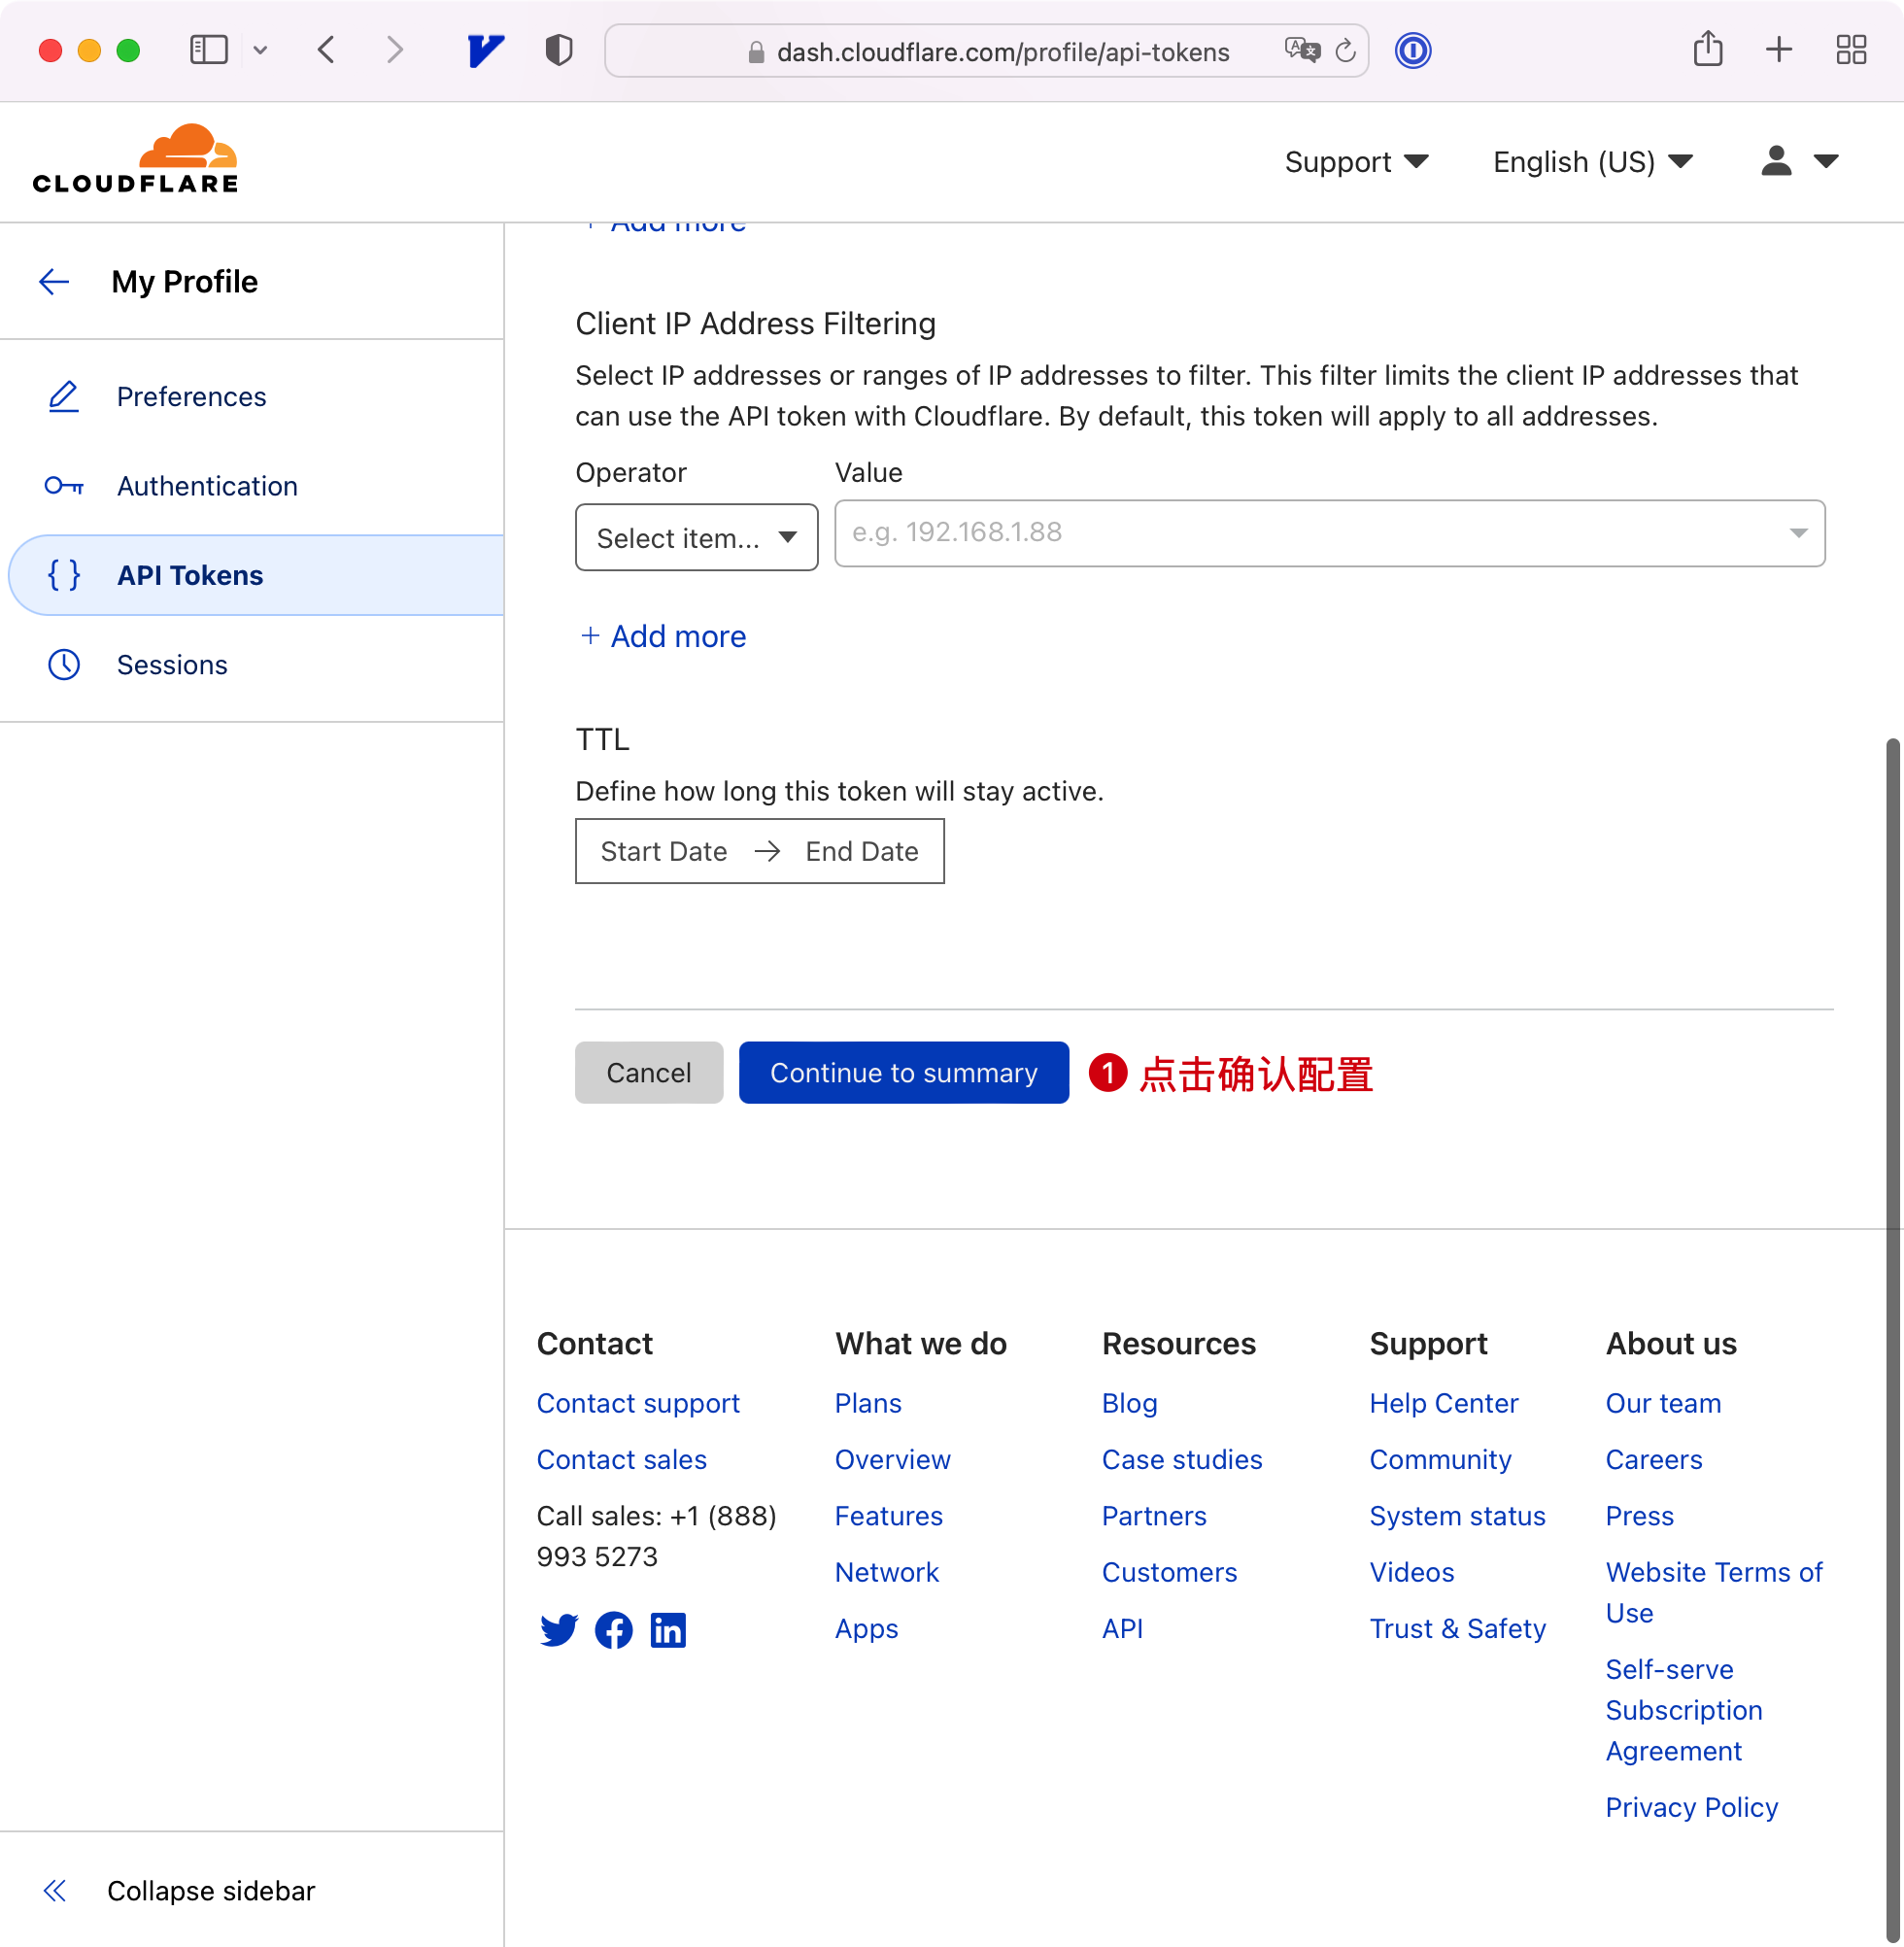 dash.cloudflare.com/profile/api-tokens
CLOUDFLARE
Support
English (US)
My Profile
Preferences
Authentication
{ } API Tokens
Sessions
Collapse sidebar
+ Add more
Client IP Address Filtering
Select IP addresses or ranges of IP addresses to filter. This filter limits the client IP addresses that
can use the API token with Cloudflare. By default, this token will apply to all addresses.
Operator
Value
Select item...
e.g. 192.168.1.88
+ Add more
TTL
Define how long this token will stay active.
Start Date → End Date
Cancel
Continue to summary
1 点击确认配置
Contact
Contact support
Contact sales
Call sales: +1 (888)
993 5273
What we do
Plans
Overview
Features
Network
Apps
Resources
Blog
Case studies
Partners
Customers
API
Support
Help Center
Community
System status
Videos
Trust & Safety
About us
Our team
Careers
Press
Website Terms of
Use
Self-serve
Subscription
Agreement
Privacy Policy